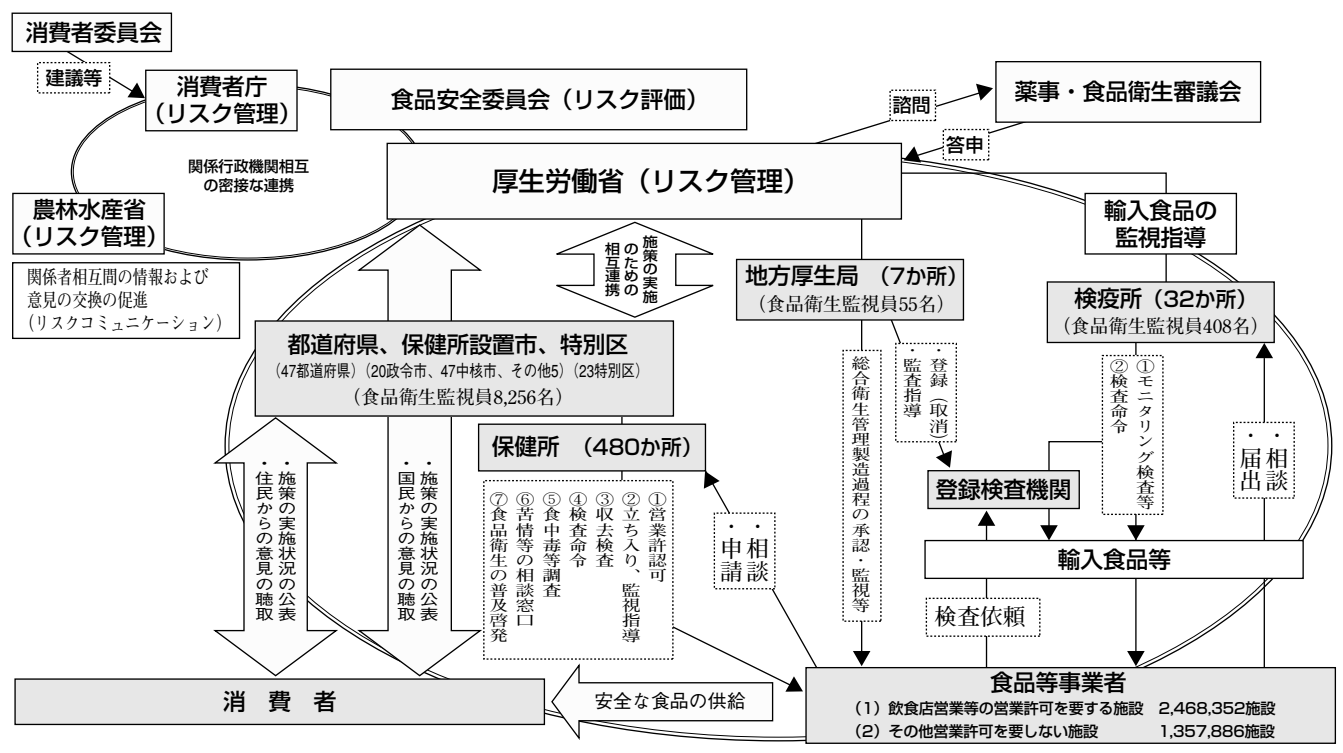 消費者委員会
建議等
消費者庁
(リスク管理)
食品安全委員会(リスク評価)
諮問
薬事・食品衛生審議会
答申
関係行政機関相互
の密接な連携
厚生労働省(リスク管理)
農林水産省
(リスク管理)
輸入食品の
監視指導
関係者相互間の情報および
意見の交換の促進
(リスクコミュニケーション)
施策の実施
のための
相互連携
地方厚生局 (7か所)
(食品衛生監視員55名)
検疫所(32か所)
(食品衛生監視員408名)
都道府県、保健所設置市、特別区
(47都道府県)(20政令市、47中核市、その他5)(23特別区)
(食品衛生監視員8,256名)
保健所 (480か所)
・施策の実施状況の公表
・住民からの意見の聴取
・施策の実施状況の公表
・国民からの意見の聴取
①営業許認可
②立ち入り、監視指導
③収去検査
④検査命令
⑤食中毒等調査
⑥苦情等の相談窓口
⑦食品衛生の普及啓発
・相談
・申請
総合衛生管理製造過程の承認・監視等
・登録(取消)
・監査指導
登録検査機関
①モニタリング検査等
②検査命令
・相談
・届出
輸入食品等
検査依頼
消費者
安全な食品の供給
食品等事業者
(1)飲食店営業等の営業許可を要する施設 2,468,352施設
(2)その他営業許可を要しない施設 1,357,886施設